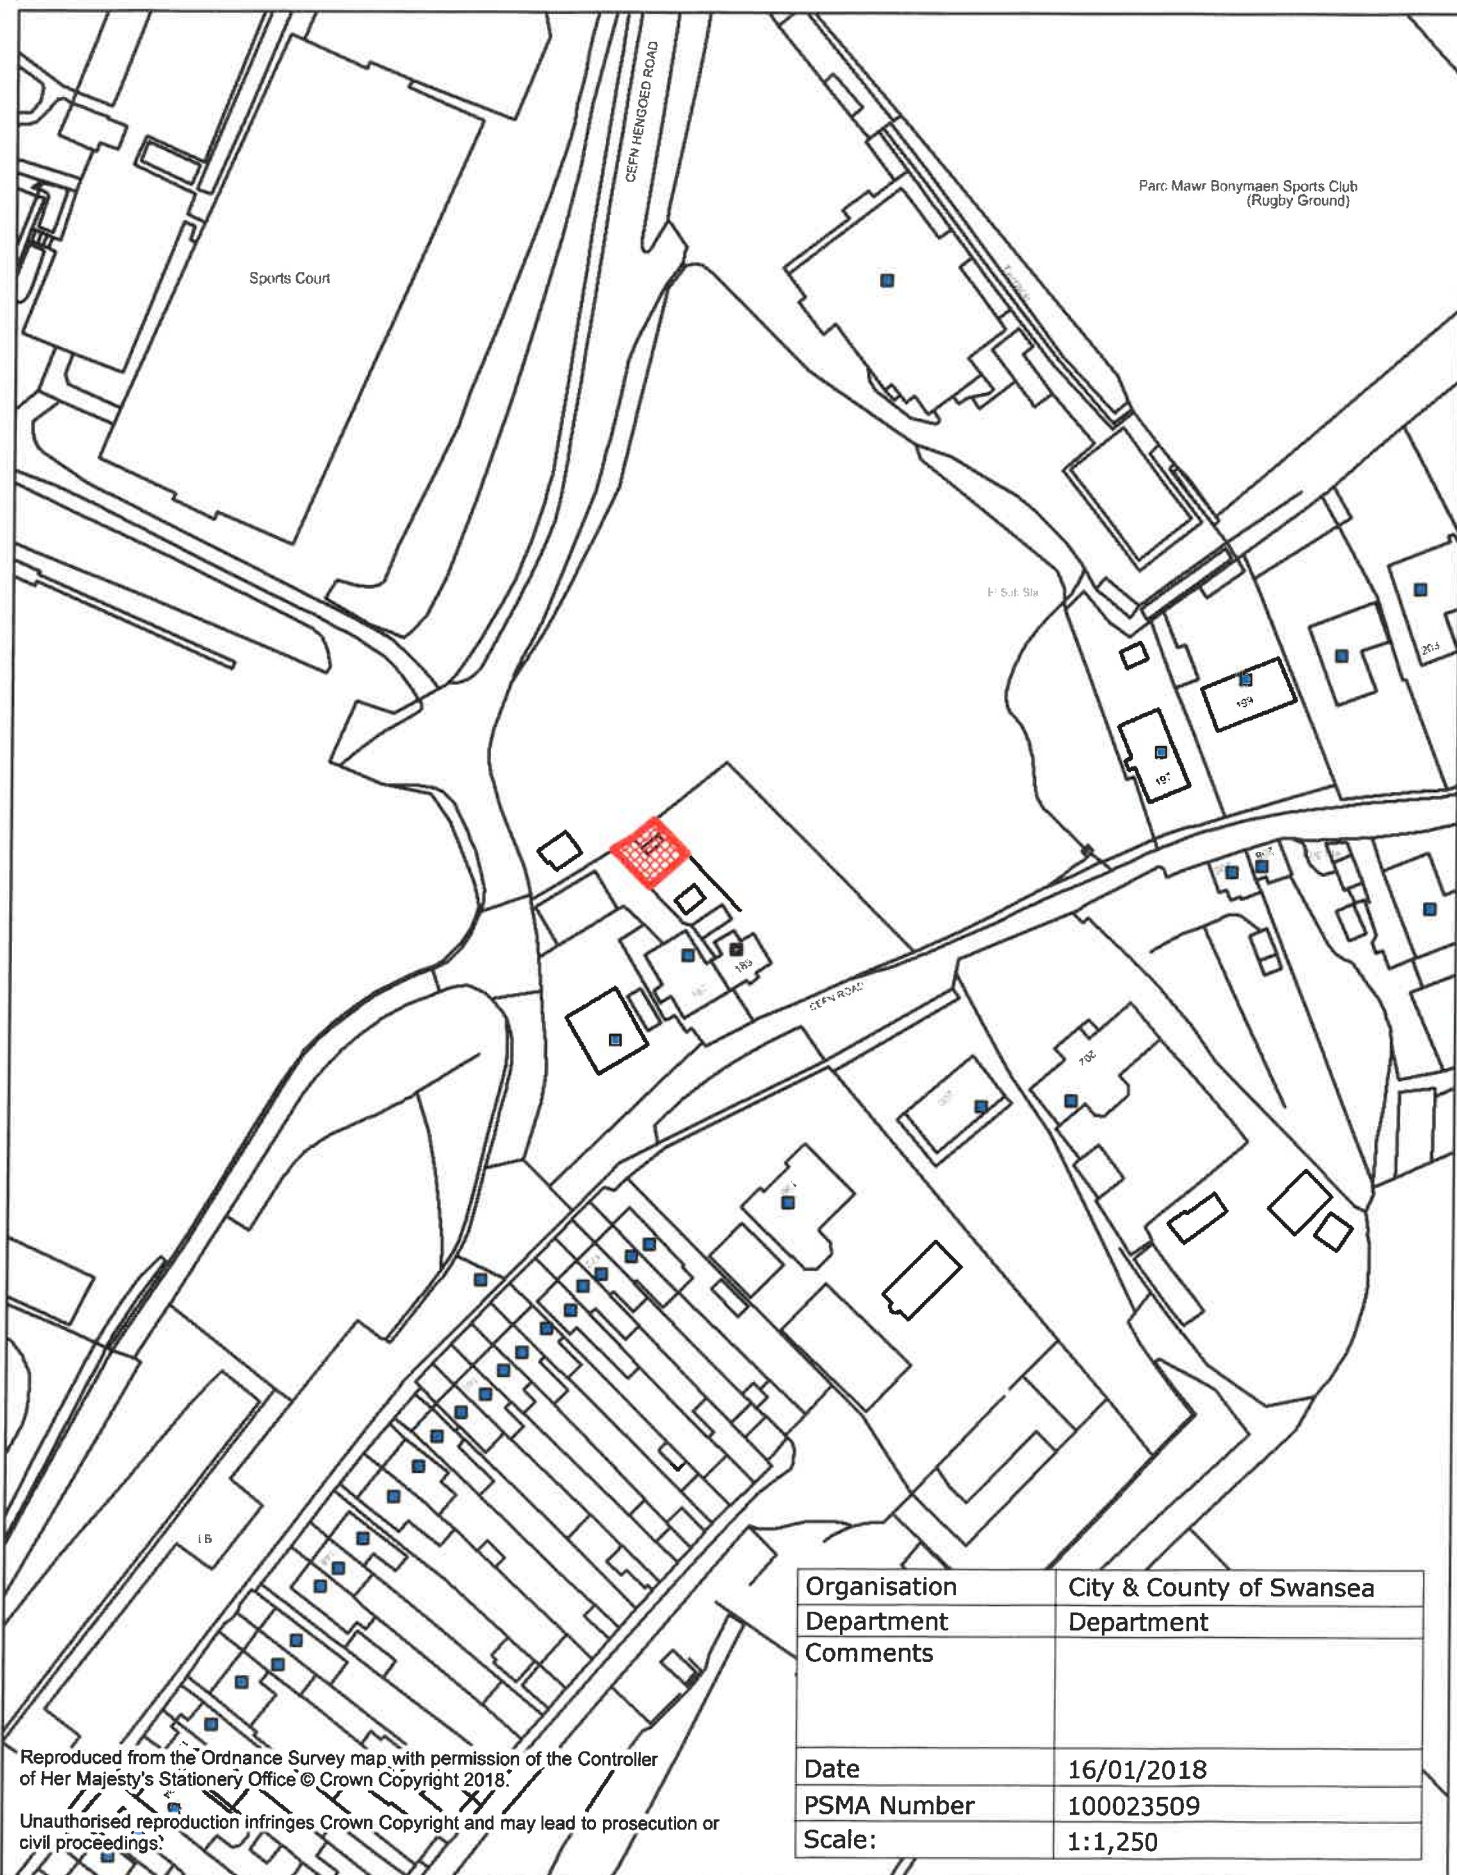 CEFN HENGOED ROAD
Parc Mawr Bonymaen Sports Club
(Rugby Ground)
Sports Court
Terrace
El Sub Sta
203
199
197
189
CEFN ROAD
202
Organisation City & County of Swansea
Department Department
Comments
Date 16/01/2018
PSMA Number 100023509
Scale: 1:1,250
Reproduced from the Ordnance Survey map with permission of the Controller
of Her Majesty's Stationery Office © Crown Copyright 2018.
Unauthorised reproduction infringes Crown Copyright and may lead to prosecution or
civil proceedings.